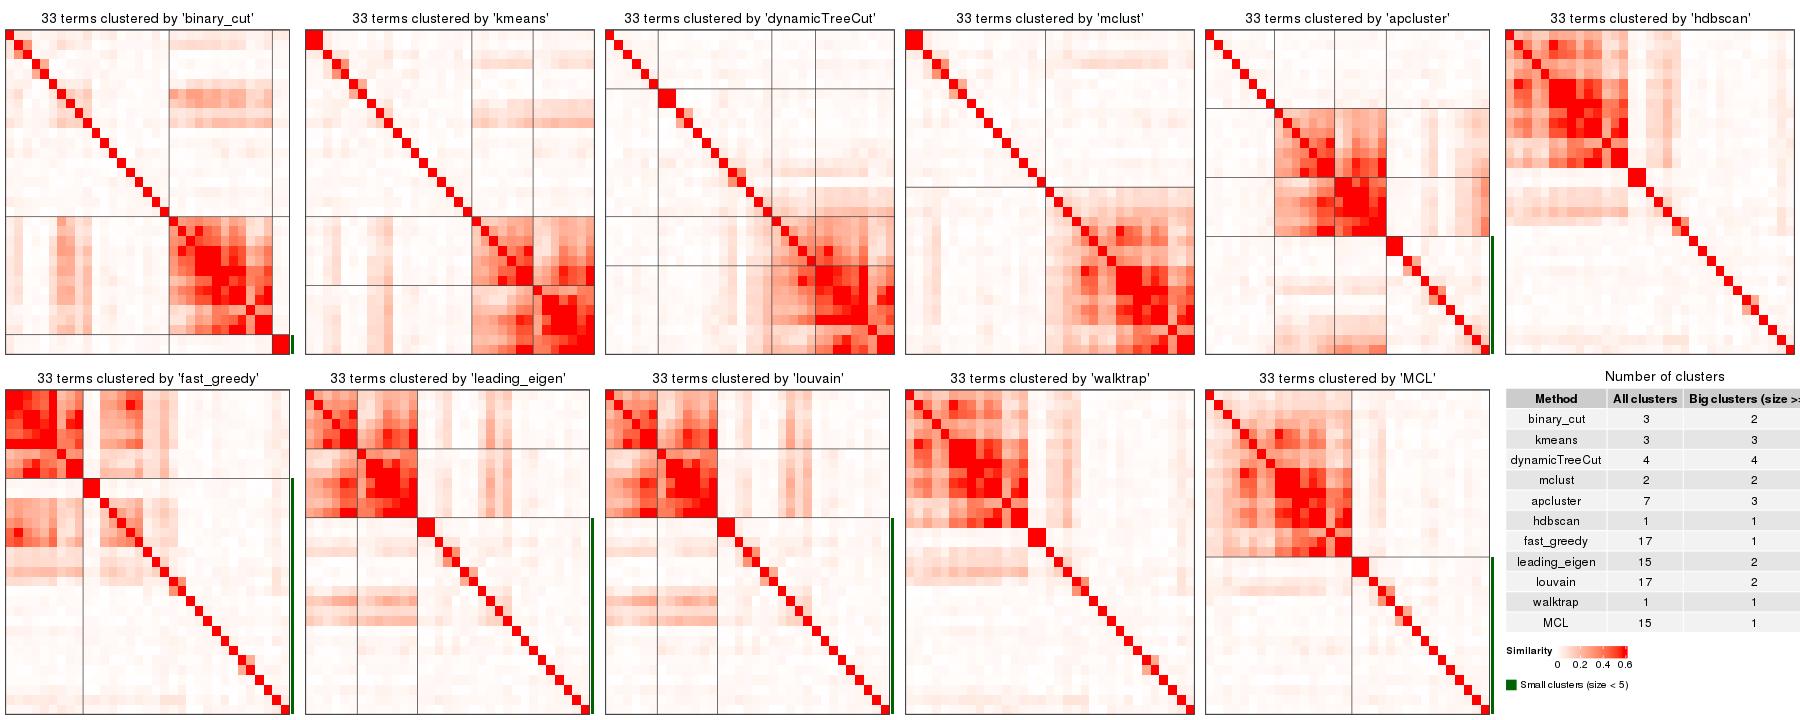 33 terms clustered by 'binary_cut'
33 terms clustered by 'kmeans'
33 terms clustered by 'dynamicTreeCut'
33 terms clustered by 'mclust'
33 terms clustered by 'apcluster'
33 terms clustered by 'hdbscan'
33 terms clustered by 'fast_greedy'
33 terms clustered by 'leading_eigen'
33 terms clustered by 'louvain'
33 terms clustered by 'walktrap'
33 terms clustered by 'MCL'
Number of clusters
Method All clusters Big clusters (size >=
binary_cut 3 2
kmeans 3 3
dynamicTreeCut 4 4
mclust 2 2
apcluster 7 3
hdbscan 1 1
fast_greedy 17 1
leading_eigen 15 2
louvain 17 2
walktrap 1 1
MCL 15 1
Similarity
0 0.2 0.4 0.6
Small clusters (size < 5)